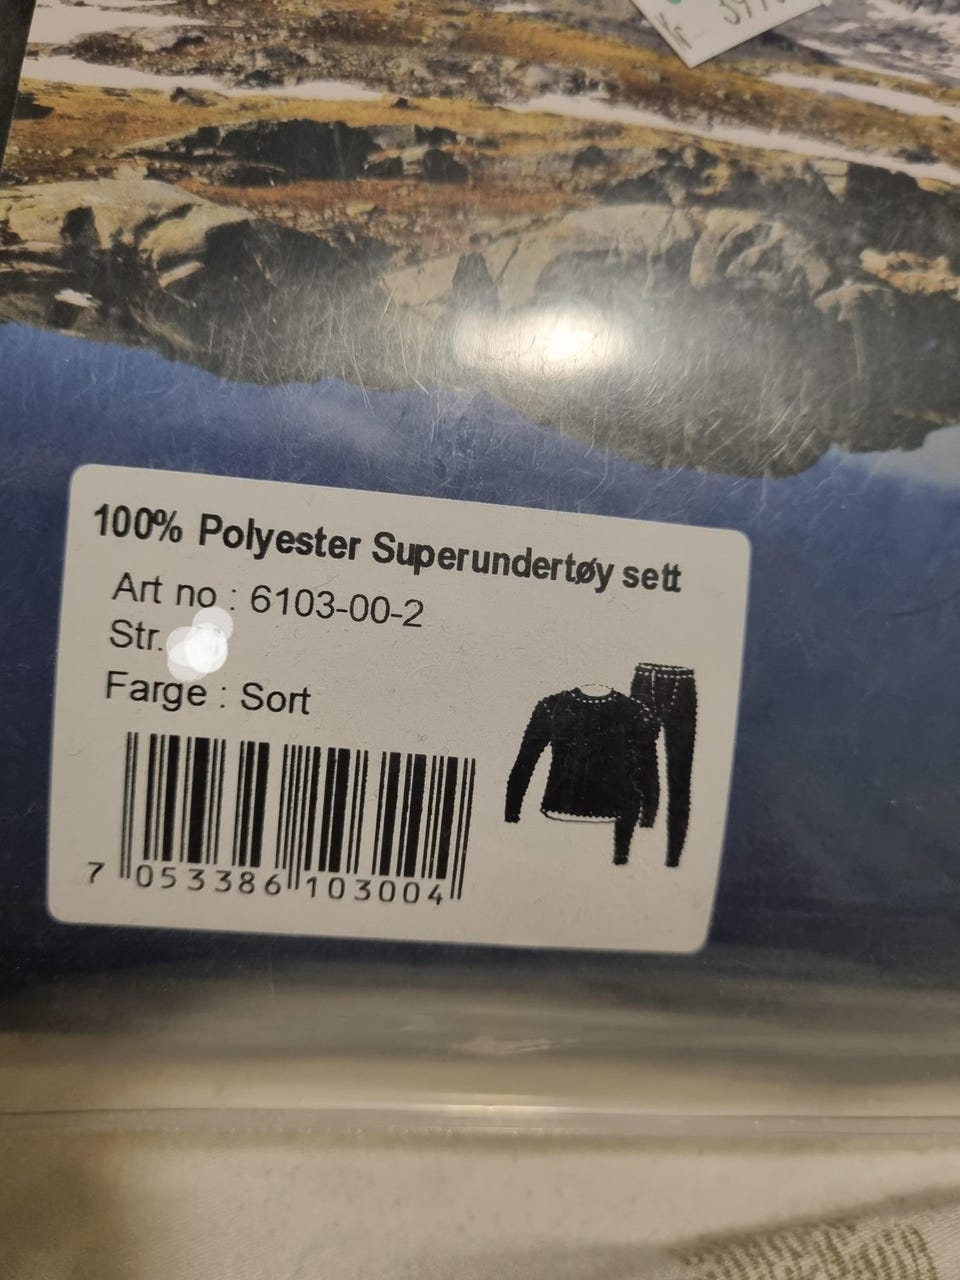 100% Polyester Superundertøy sett
Art no : 6103-00-2
Str.
Farge : Sort
7 053386 103004